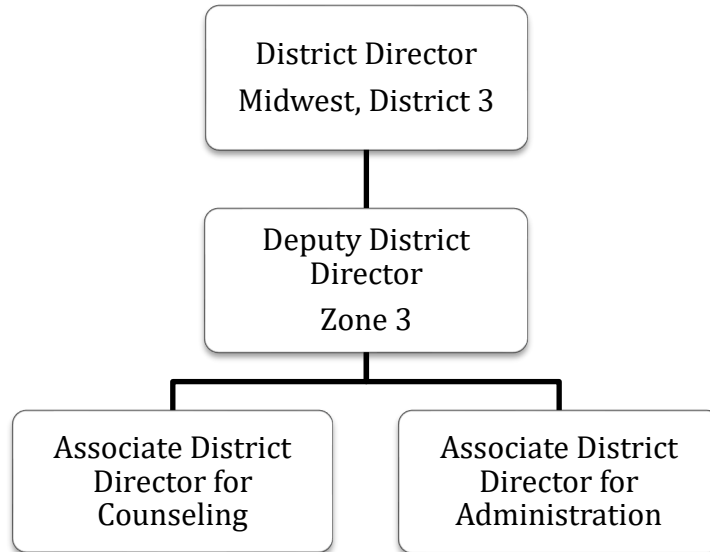 District Director
Midwest, District 3
Deputy District
Director
Zone 3
Associate District
Director for
Counseling
Associate District
Director for
Administration